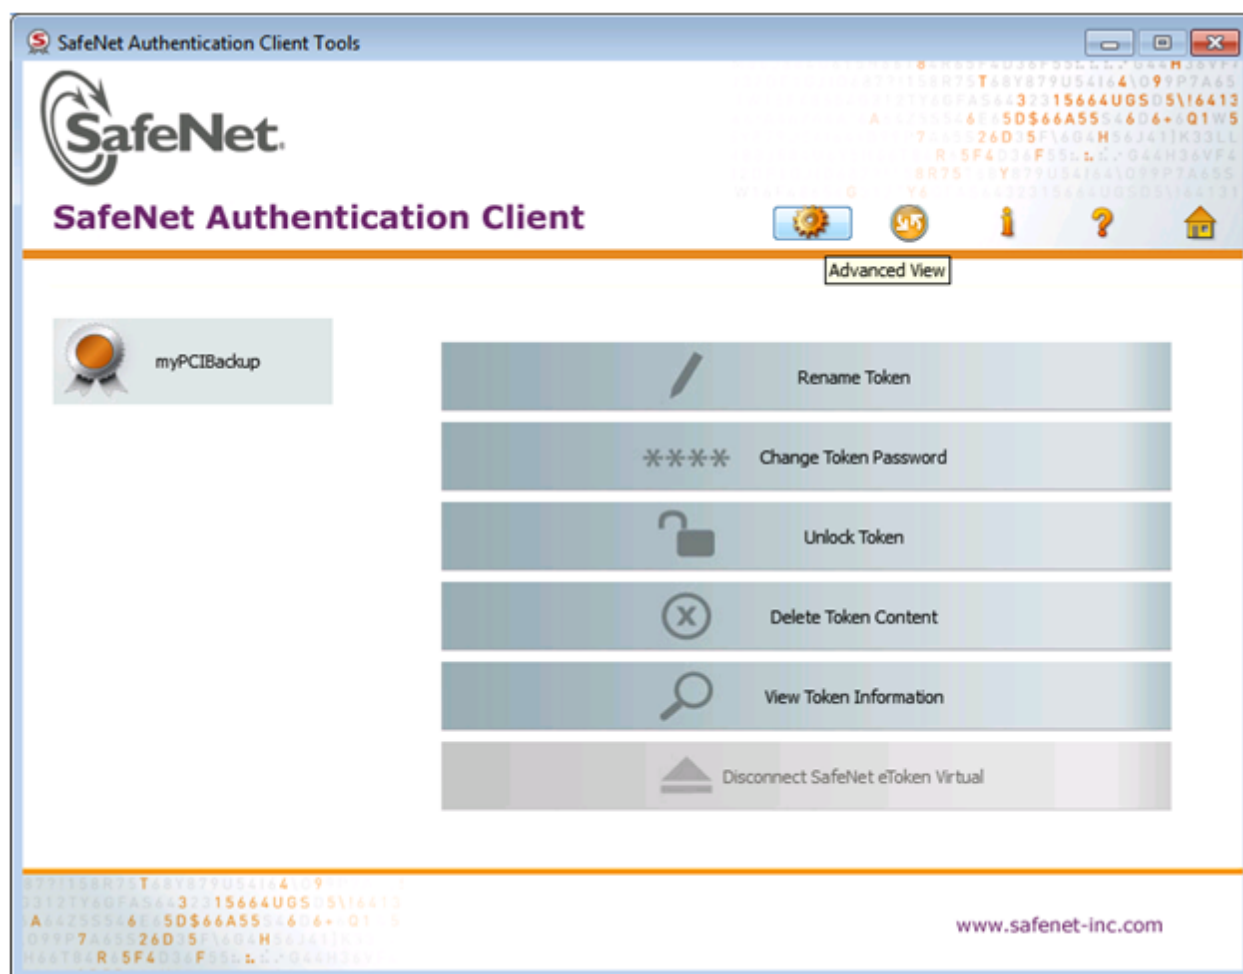 SafeNet Authentication Client Tools
SafeNet.
SafeNet Authentication Client
Advanced View
myPCIBackup
Rename Token
**** Change Token Password
Unlock Token
Delete Token Content
View Token Information
Disconnect SafeNet eToken Virtual
www.safenet-inc.com